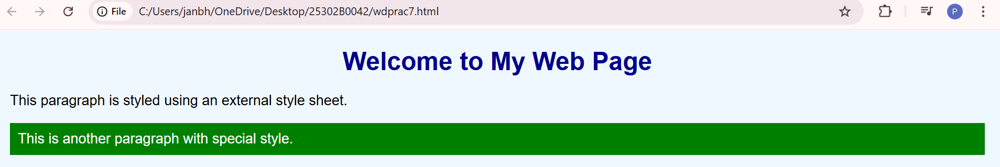 File C:/Users/janbh/OneDrive/Desktop/25302B0042/wdprac7.html P
Welcome to My Web Page
This paragraph is styled using an external style sheet.
This is another paragraph with special style.